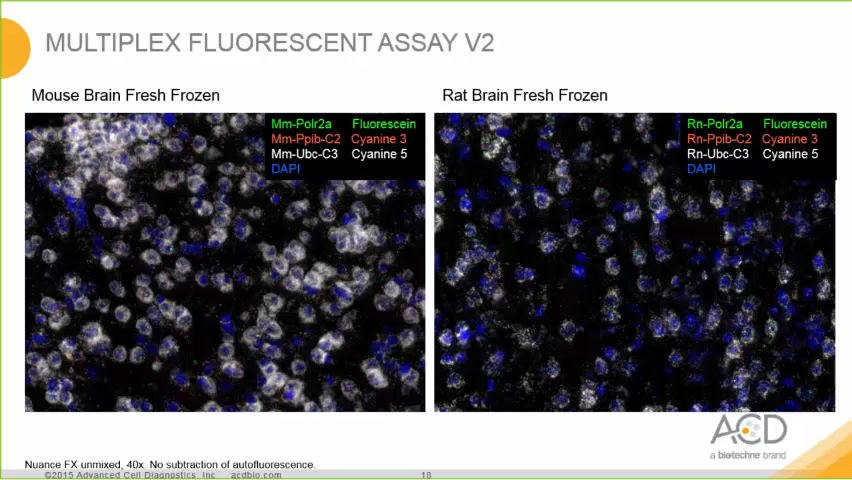 MULTIPLEX FLUORESCENT ASSAY V2
Mouse Brain Fresh Frozen
Mm-Polr2a Fluorescein
Mm-Ppib-C2 Cyanine 3
Mm-Ubc-C3 Cyanine 5
DAPI
Rat Brain Fresh Frozen
Rn-Polr2a Fluorescein
Rn-Ppib-C2 Cyanine 3
Rn-Ubc-C3 Cyanine 5
DAPI
ACD
a biotechne brand
Nuance FX unmixed, 40x. No subtraction of autofluorescence.
©2015 Advanced Cell Diagnostics, Inc acdbio.com 18